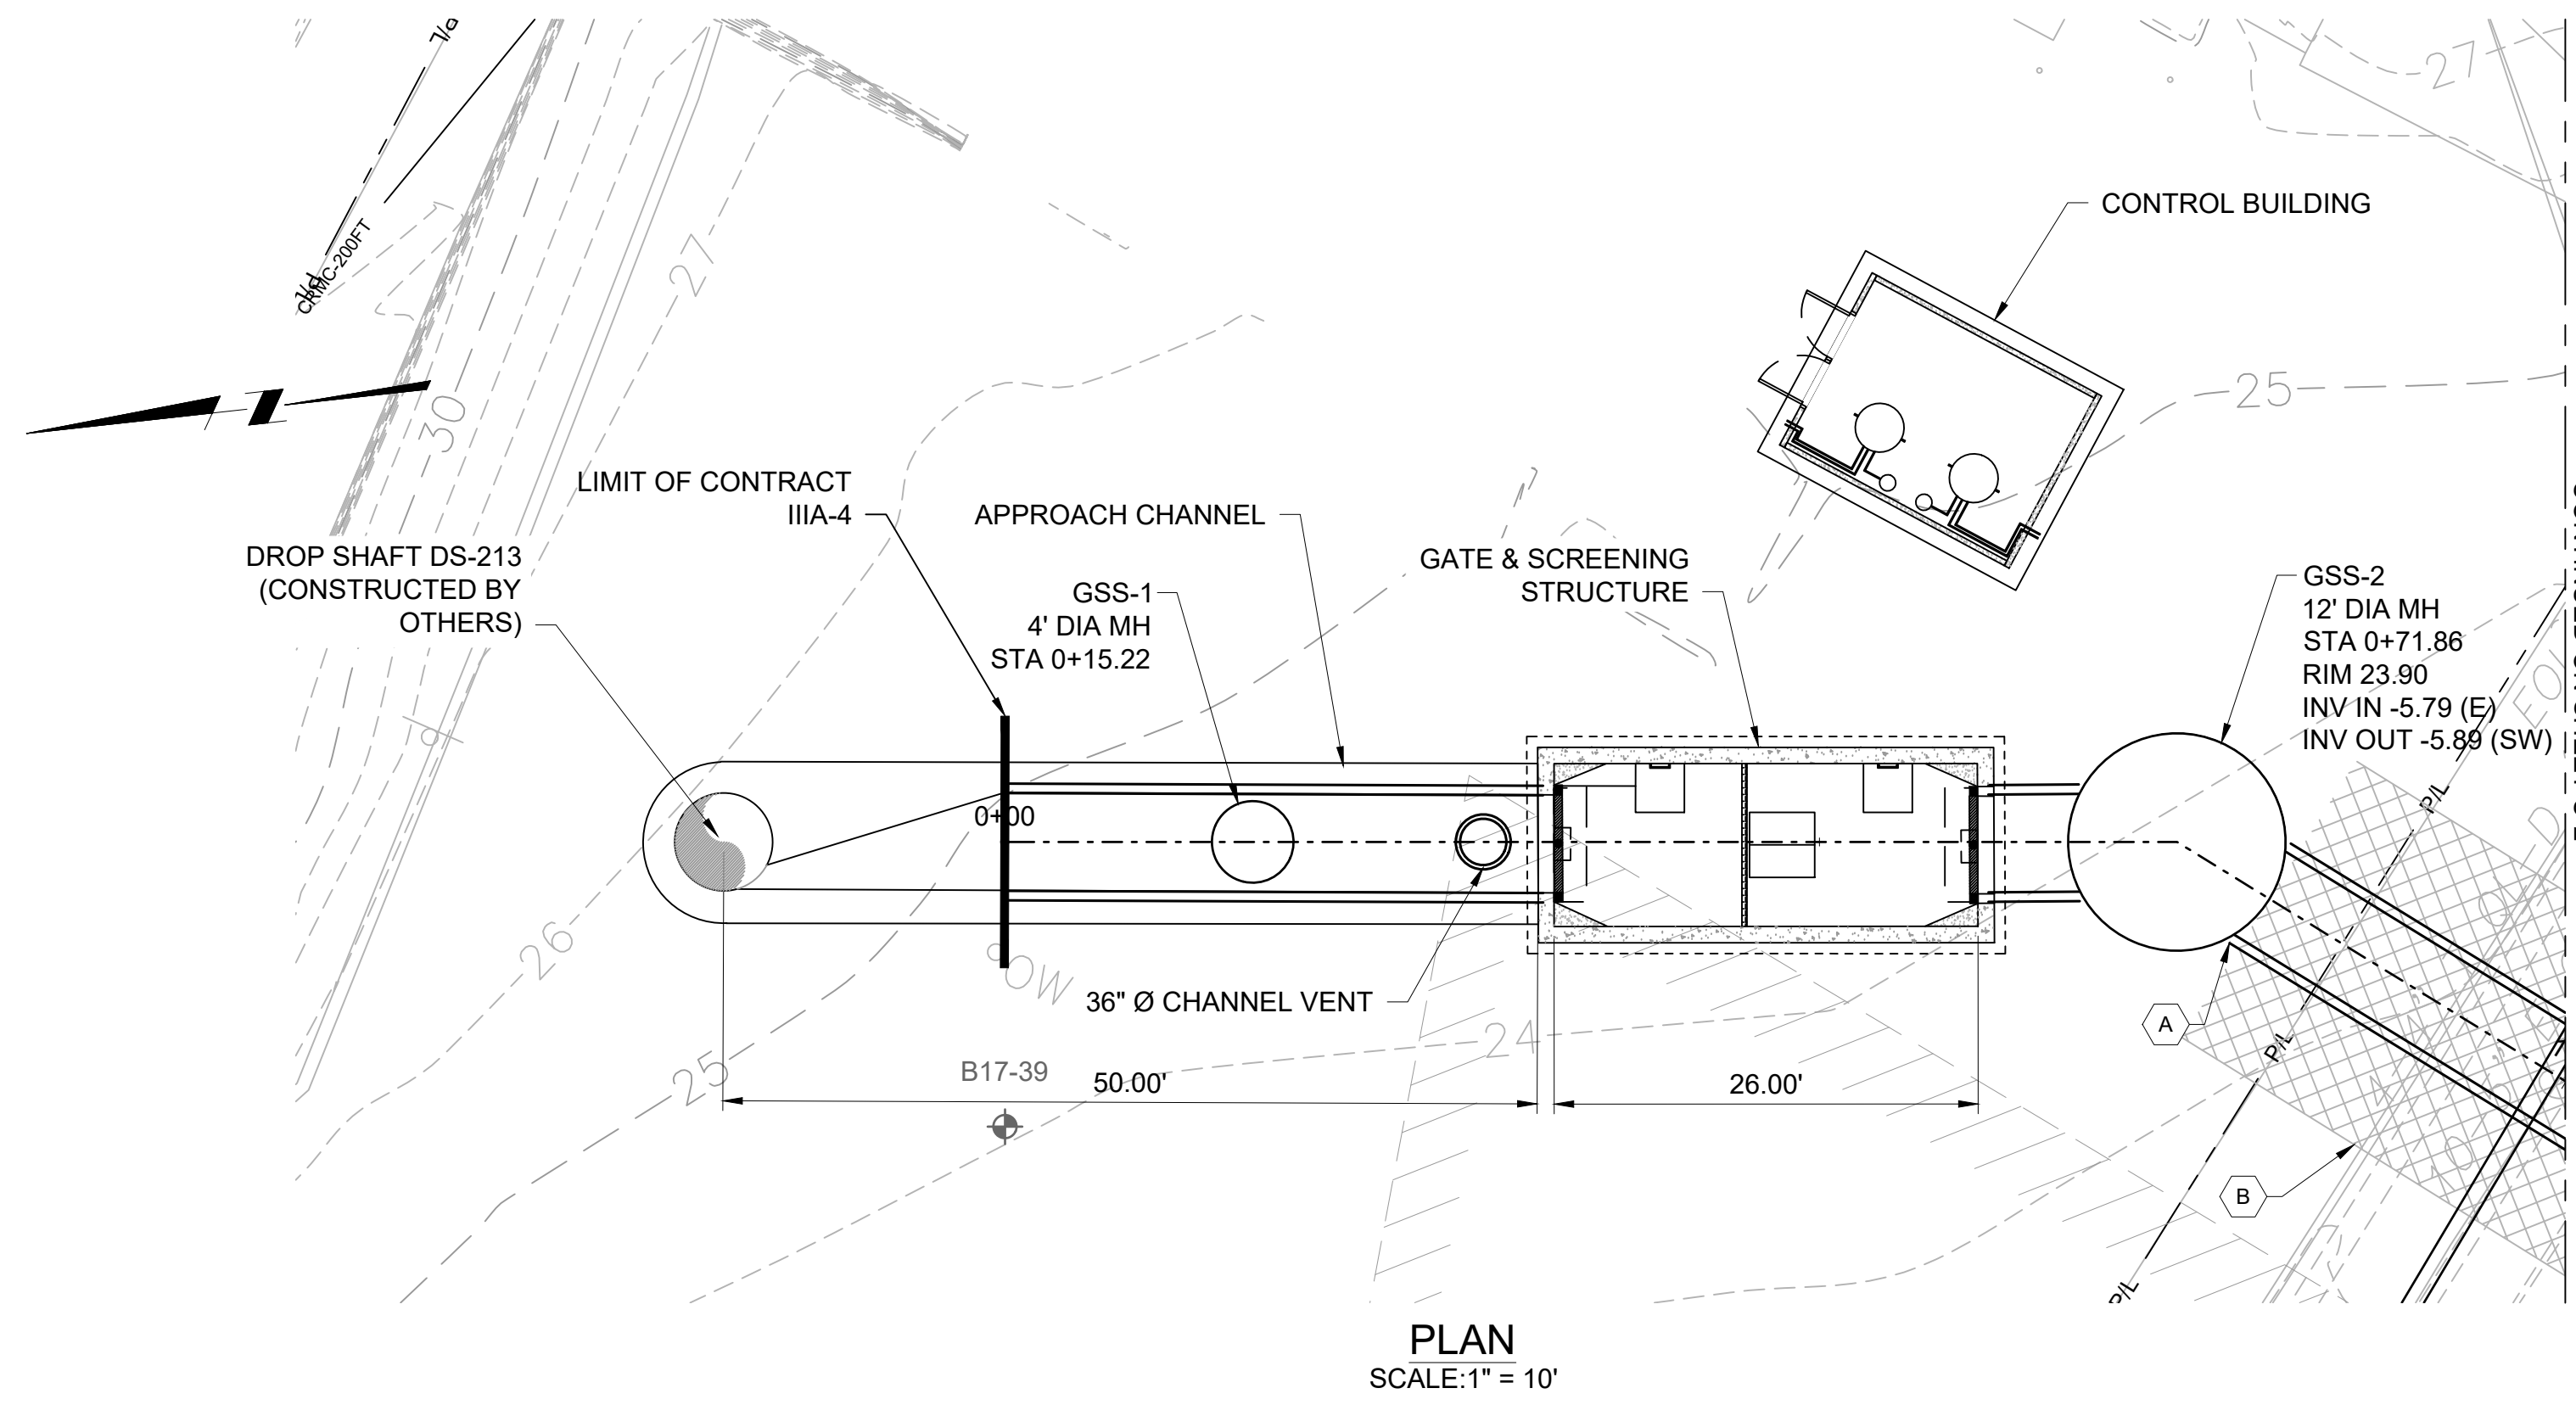 P/L
27
CRMC-200FT
P/L
27
CONTROL BUILDING
N
30
25
LIMIT OF CONTRACT
IIIA-4
APPROACH CHANNEL
DROP SHAFT DS-213
(CONSTRUCTED BY
OTHERS)
GSS-1
4' DIA MH
STA 0+15.22
GATE & SCREENING
STRUCTURE
GSS-2
12' DIA MH
STA 0+71.86
RIM 23.90
INV IN -5.79 (E)
INV OUT -5.89 (SW)
0+00
P/L
26
OW
36" Ø CHANNEL VENT
24
A
P/L
25
B17-39
50.00'
26.00'
B
P/L
PLAN
SCALE:1" = 10'